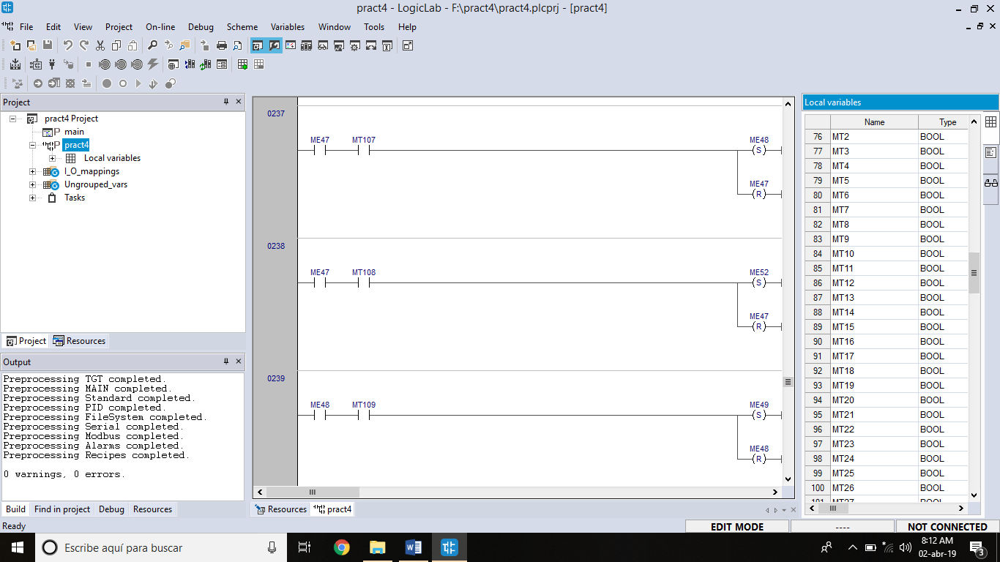 pract4 - LogicLab - F:\pract4\pract4.plcprj - [pract4]
File Edit View Project On-line Debug Scheme Variables Window Tools Help
Project
pract4 Project
main
pract4
Local variables
I_O_mappings
Ungrouped_vars
Tasks
Project Resources
Output
Preprocessing TGT completed.
Preprocessing MAIN completed.
Preprocessing Standard completed.
Preprocessing PID completed.
Preprocessing FileSystem completed.
Preprocessing Serial completed.
Preprocessing Modbus completed.
Preprocessing Alarms completed.
Preprocessing Recipes completed.
0 warnings, 0 errors.
Build Find in project Debug Resources
0237
ME47 MT107 ME48
S
ME47
R
0238
ME47 MT108 ME52
S
ME47
R
0239
ME48 MT109 ME49
S
ME48
R
Resources pract4
Local variables
Name Type
76 MT2 BOOL
77 MT3 BOOL
78 MT4 BOOL
79 MT5 BOOL
80 MT6 BOOL
81 MT7 BOOL
82 MT8 BOOL
83 MT9 BOOL
84 MT10 BOOL
85 MT11 BOOL
86 MT12 BOOL
87 MT13 BOOL
88 MT14 BOOL
89 MT15 BOOL
90 MT16 BOOL
91 MT17 BOOL
92 MT18 BOOL
93 MT19 BOOL
94 MT20 BOOL
95 MT21 BOOL
96 MT22 BOOL
97 MT23 BOOL
98 MT24 BOOL
99 MT25 BOOL
100 MT26 BOOL
101 MT27 BOOL
Ready
EDIT MODE ---- NOT CONNECTED
Escribe aquí para buscar
8:12 AM
02-abr-19
3